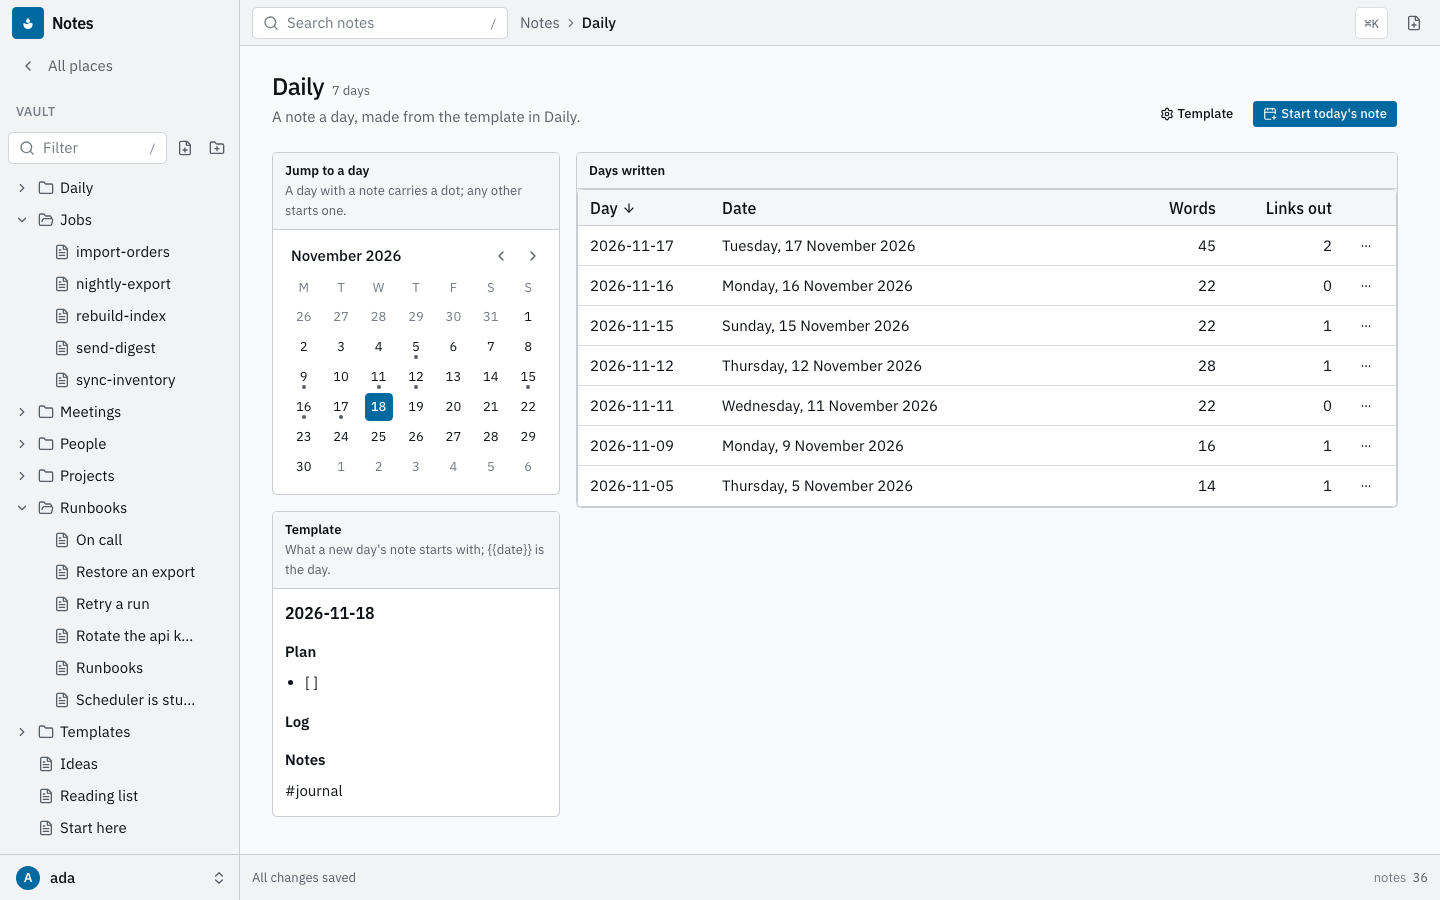 Notes
All places
VAULT
Filter /
Daily
Jobs
import-orders
nightly-export
rebuild-index
send-digest
sync-inventory
Meetings
People
Projects
Runbooks
On call
Restore an export
Retry a run
Rotate the api k...
Runbooks
Scheduler is stu...
Templates
Ideas
Reading list
Start here
A ada
Search notes /
Notes > Daily
⌘K
Daily 7 days
A note a day, made from the template in Daily.
Template
Start today's note
Jump to a day
A day with a note carries a dot; any other
starts one.
November 2026
M T W T F S S
26 27 28 29 30 31 1
2 3 4 5 6 7 8
9 10 11 12 13 14 15
16 17 18 19 20 21 22
23 24 25 26 27 28 29
30 1 2 3 4 5 6
Template
What a new day's note starts with; {{date}} is
the day.
2026-11-18
Plan
• [ ]
Log
Notes
#journal
Days written
Day ↓ Date Words Links out
2026-11-17 Tuesday, 17 November 2026 45 2 ...
2026-11-16 Monday, 16 November 2026 22 0 ...
2026-11-15 Sunday, 15 November 2026 22 1 ...
2026-11-12 Thursday, 12 November 2026 28 1 ...
2026-11-11 Wednesday, 11 November 2026 22 0 ...
2026-11-09 Monday, 9 November 2026 16 1 ...
2026-11-05 Thursday, 5 November 2026 14 1 ...
All changes saved
notes 36